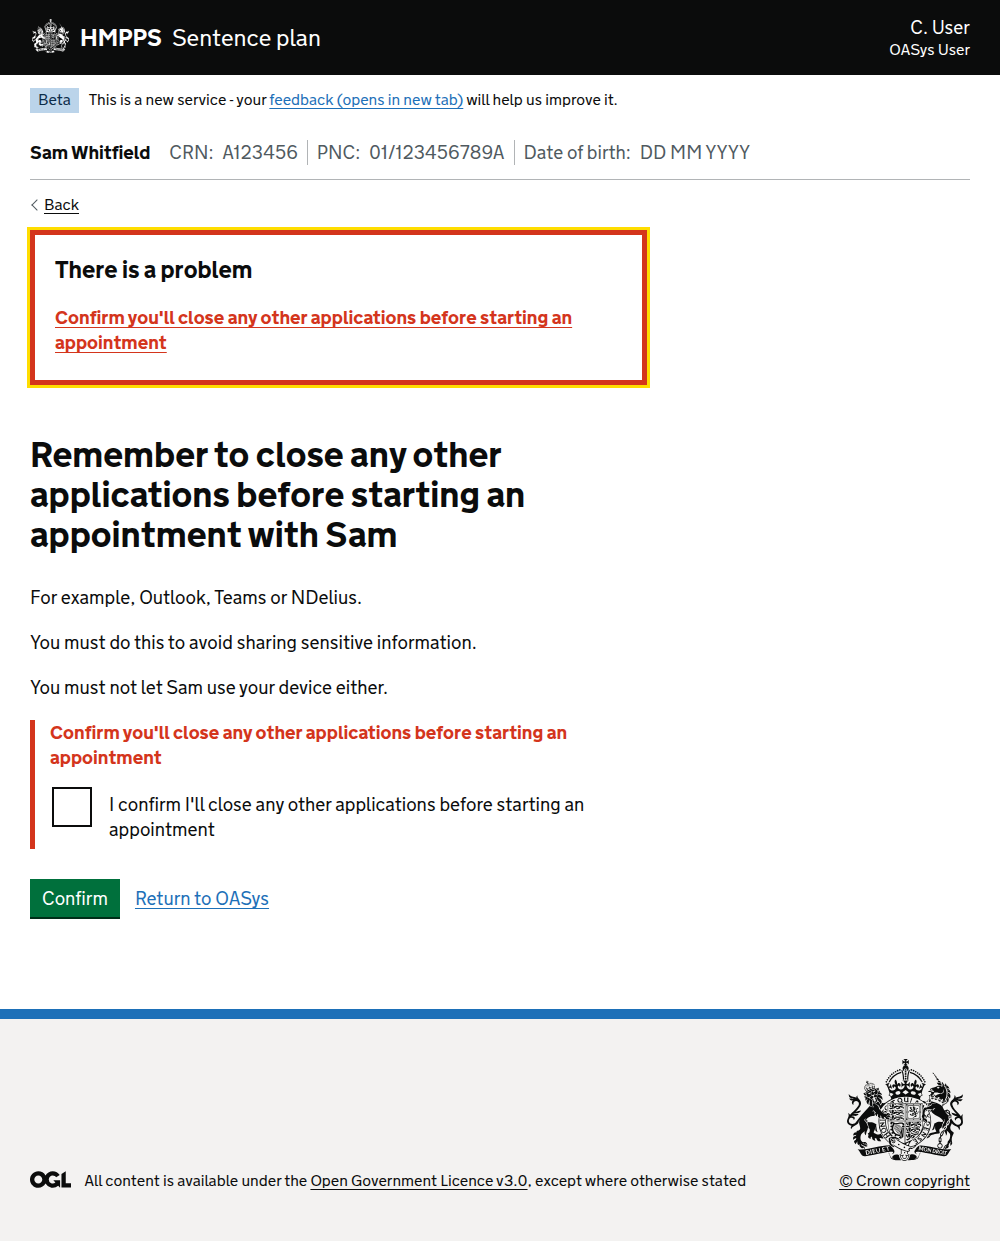 HMPPS Sentence plan
C. User
OASys User
Beta This is a new service - your feedback (opens in new tab) will help us improve it.
Sam Whitfield CRN: A123456 PNC: 01/123456789A Date of birth: DD MM YYYY
Back
There is a problem
Confirm you'll close any other applications before starting an
appointment
Remember to close any other
applications before starting an
appointment with Sam
For example, Outlook, Teams or NDelius.
You must do this to avoid sharing sensitive information.
You must not let Sam use your device either.
Confirm you'll close any other applications before starting an
appointment
I confirm I'll close any other applications before starting an
appointment
Confirm Return to OASys
DIEU ET MON DROIT
OGL All content is available under the Open Government Licence v3.0, except where otherwise stated
© Crown copyright